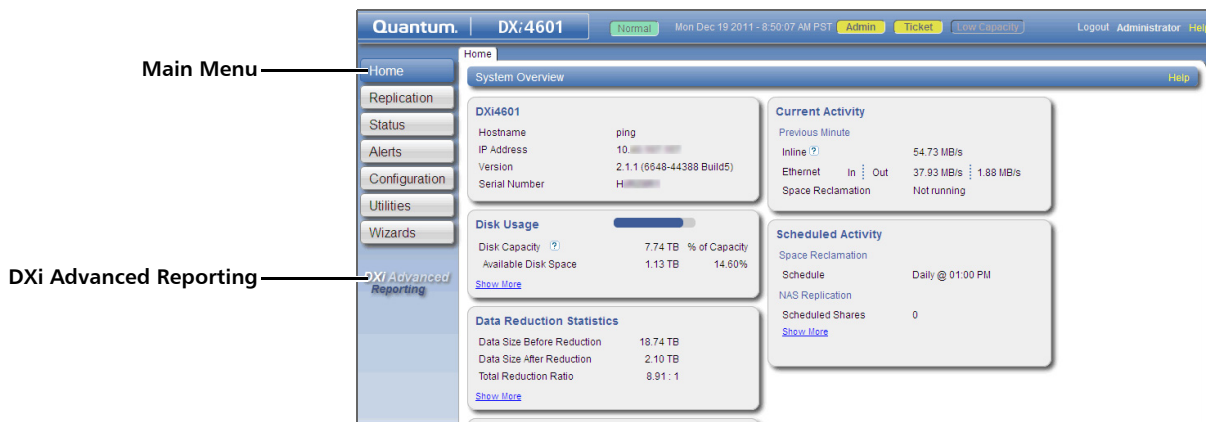 Quantum. DXi4601 Normal Mon Dec 19 2011 - 8:50:07 AM PST Admin Ticket Low Capacity Logout Administrator Help
Main Menu
DXi Advanced Reporting
Home
Replication
Status
Alerts
Configuration
Utilities
Wizards
DXi Advanced
Reporting
Home
System Overview Help
DXi4601
Hostname ping
IP Address 10.
Version 2.1.1 (6648-44388 Build5)
Serial Number H
Disk Usage
Disk Capacity ? 7.74 TB % of Capacity
Available Disk Space 1.13 TB 14.60%
Show More
Data Reduction Statistics
Data Size Before Reduction 18.74 TB
Data Size After Reduction 2.10 TB
Total Reduction Ratio 8.91 : 1
Show More
Current Activity
Previous Minute
Inline ? 54.73 MB/s
Ethernet In Out 37.93 MB/s 1.88 MB/s
Space Reclamation Not running
Scheduled Activity
Space Reclamation
Schedule Daily @ 01:00 PM
NAS Replication
Scheduled Shares 0
Show More